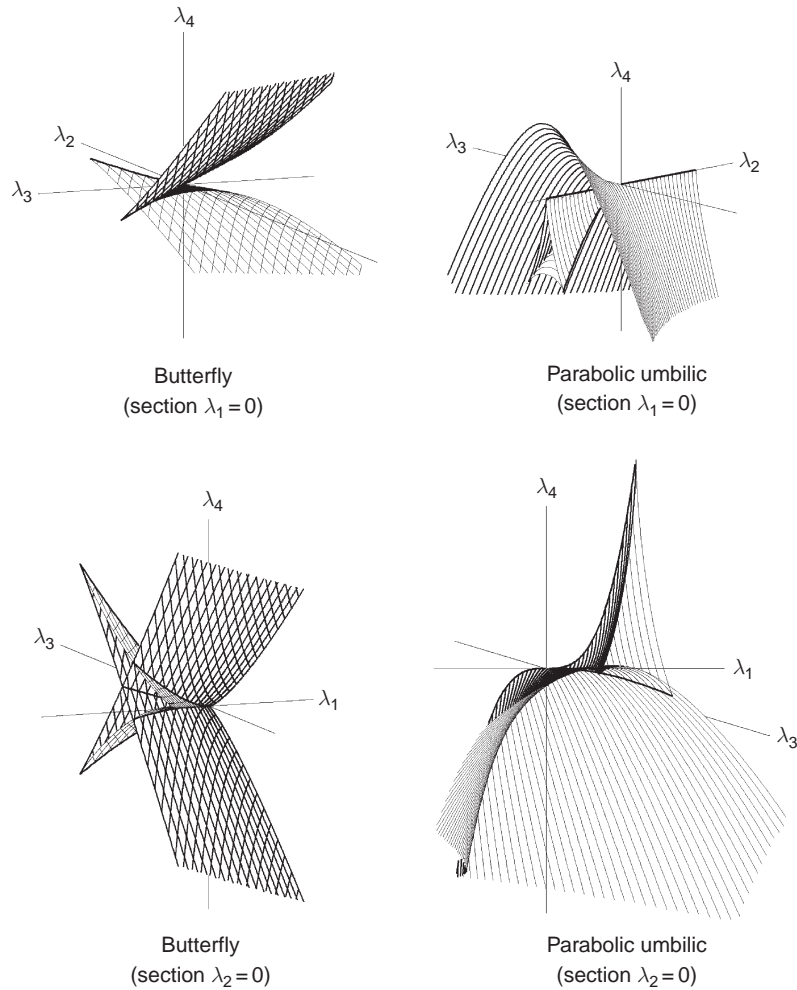 λ4
λ2
λ3
Butterfly
(section λ1 = 0)
λ4
λ3
λ2
Parabolic umbilic
(section λ1 = 0)
λ4
λ3
λ1
Butterfly
(section λ2 = 0)
λ4
λ1
λ3
Parabolic umbilic
(section λ2 = 0)